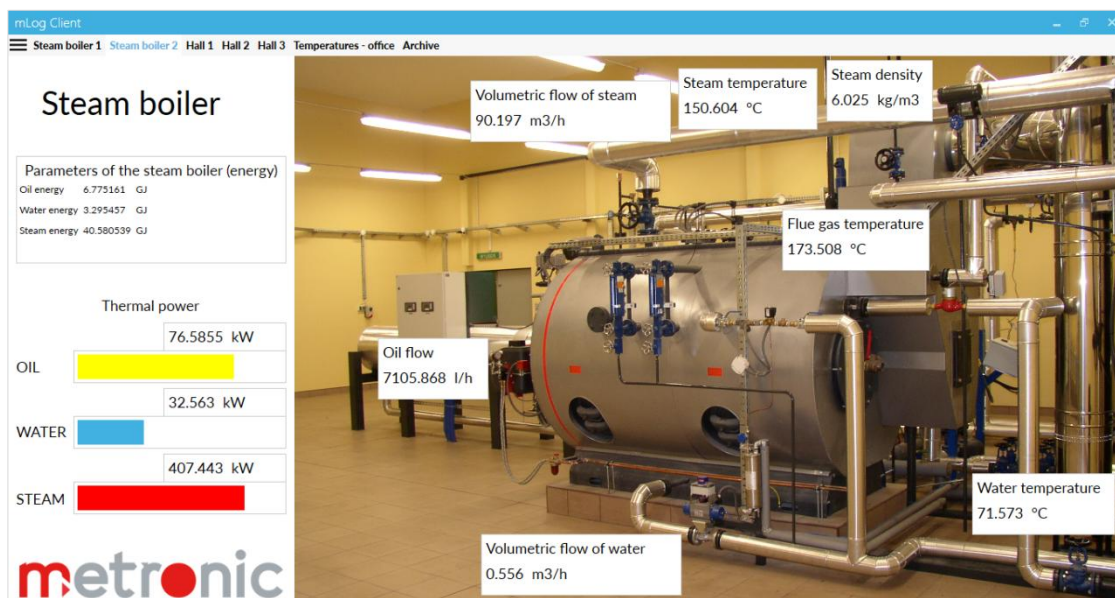 mLog Client
Steam boiler 1 Steam boiler 2 Hall 1 Hall 2 Hall 3 Temperatures - office Archive
Steam boiler
Parameters of the steam boiler (energy)
Oil energy 6.775161 GJ
Water energy 3.295457 GJ
Steam energy 40.580539 GJ
Thermal power
76.5855 kW
OIL
32.563 kW
WATER
407.443 kW
STEAM
metronic
Volumetric flow of steam
90.197 m3/h
Steam temperature
150.604 °C
Steam density
6.025 kg/m3
Flue gas temperature
173.508 °C
Oil flow
7105.868 l/h
Water temperature
71.573 °C
Volumetric flow of water
0.556 m3/h